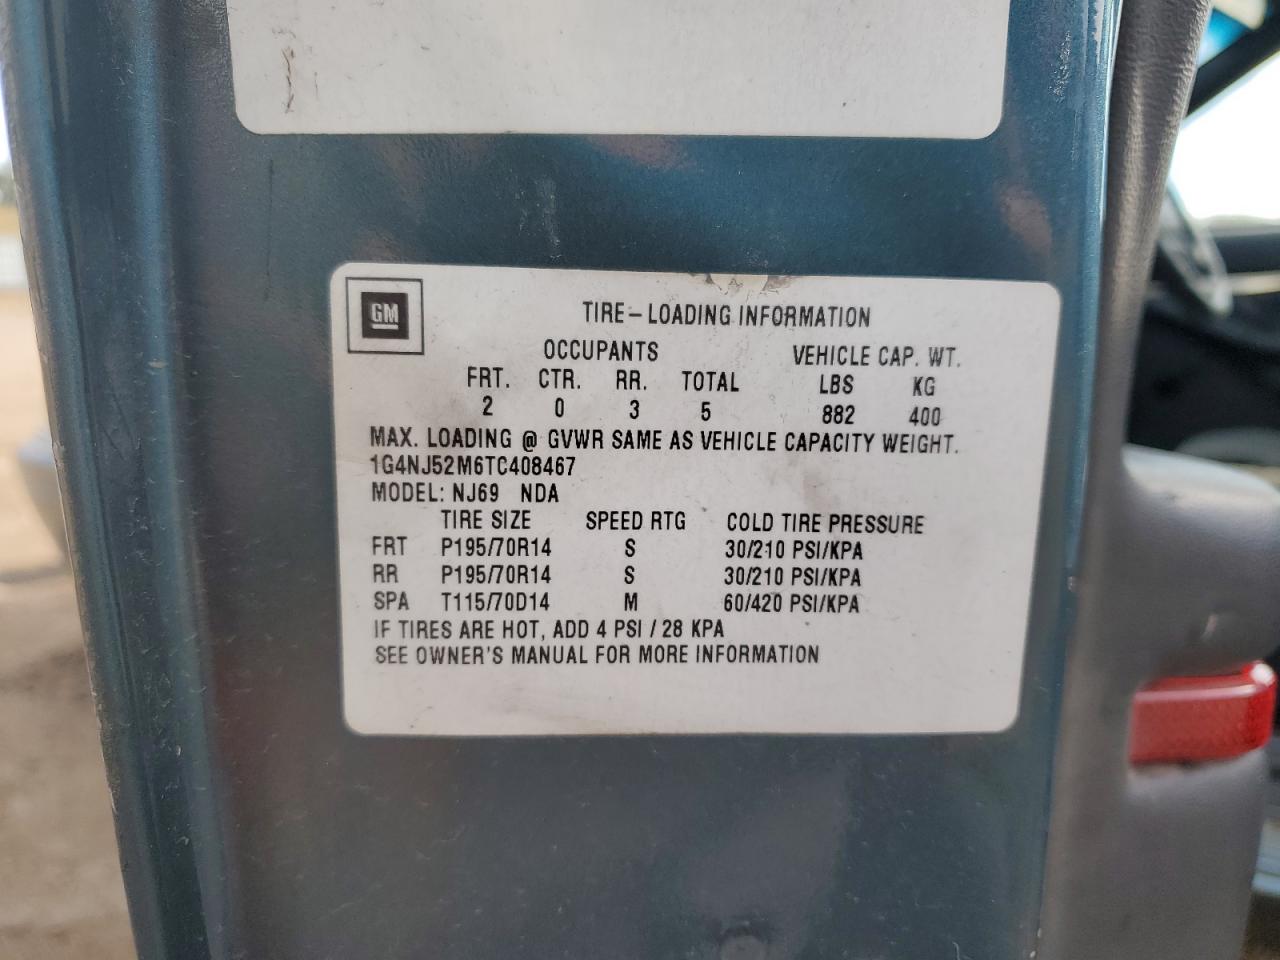 GM
TIRE-LOADING INFORMATION
OCCUPANTS VEHICLE CAP. WT.
FRT. CTR. RR. TOTAL LBS KG
2 0 3 5 882 400
MAX. LOADING @ GVWR SAME AS VEHICLE CAPACITY WEIGHT.
1G4NJ52M6TC408467
MODEL: NJ69 NDA
TIRE SIZE SPEED RTG COLD TIRE PRESSURE
FRT P195/70R14 S 30/210 PSI/KPA
RR P195/70R14 S 30/210 PSI/KPA
SPA T115/70D14 M 60/420 PSI/KPA
IF TIRES ARE HOT, ADD 4 PSI / 28 KPA
SEE OWNER'S MANUAL FOR MORE INFORMATION